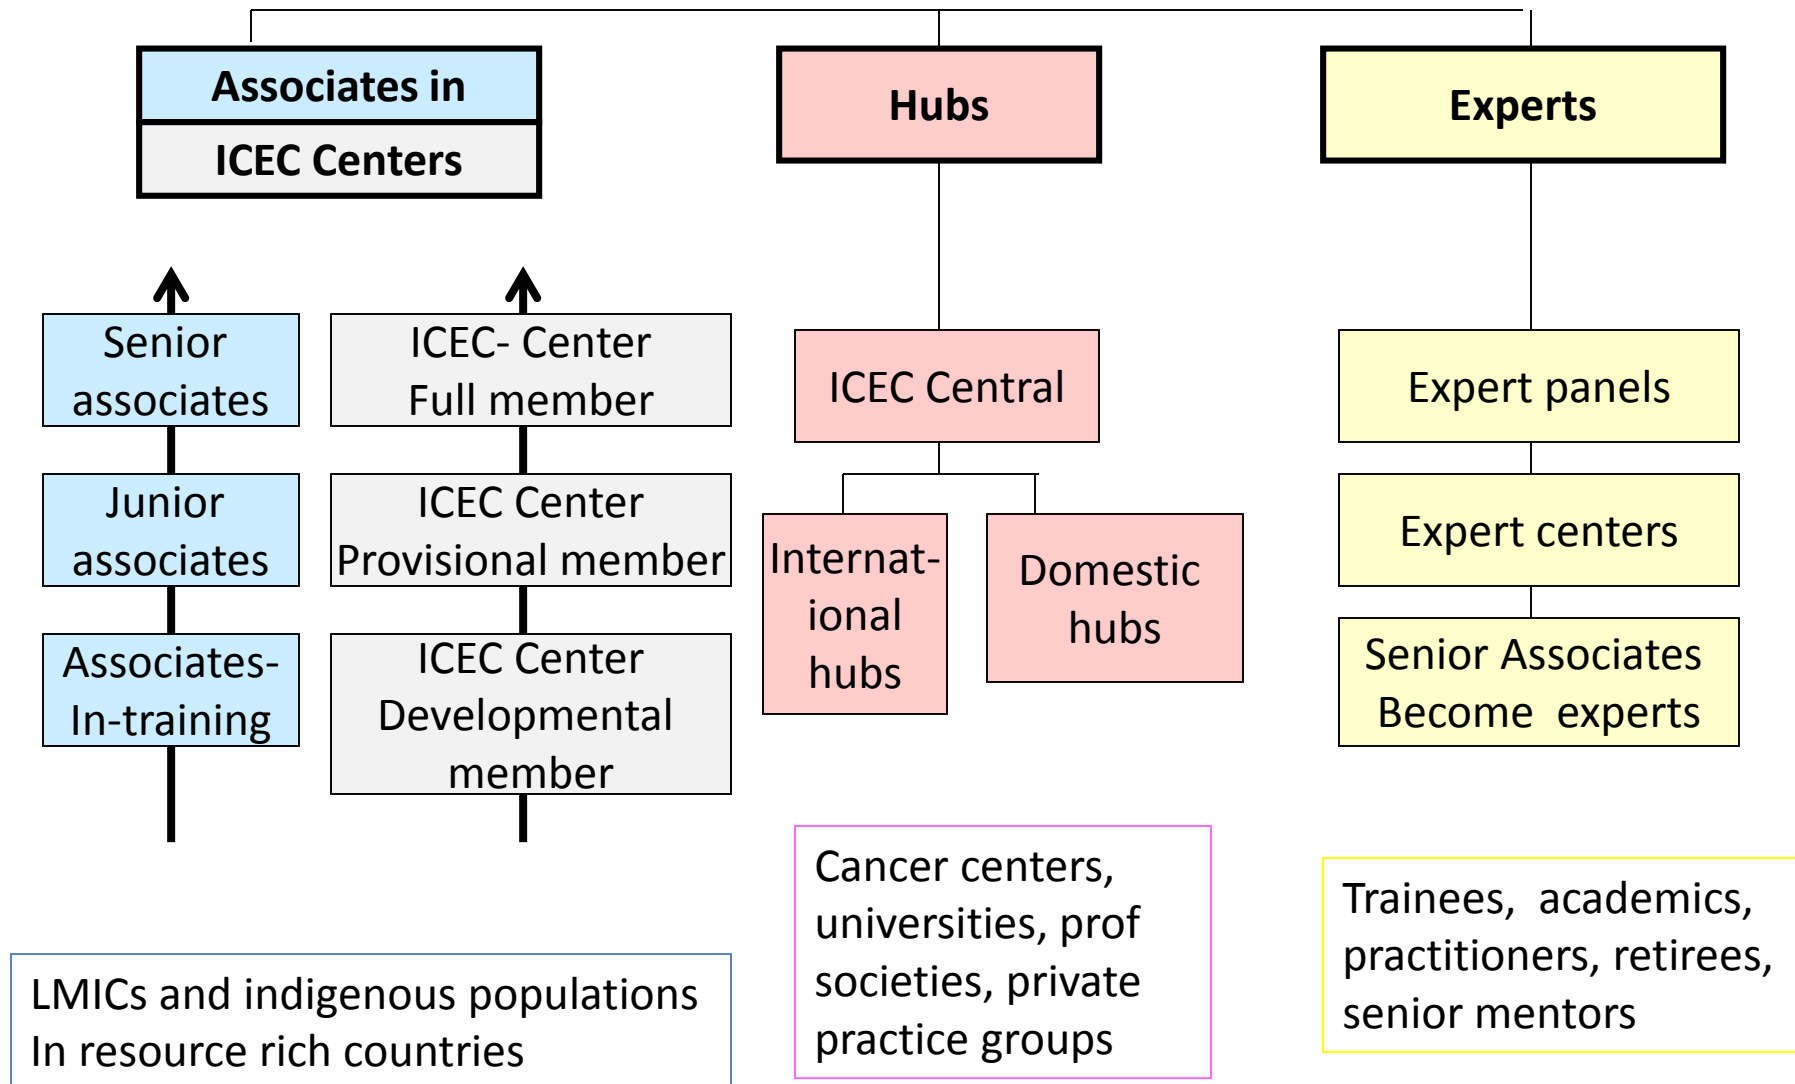 Associates in
ICEC Centers
Hubs
Experts
Senior
associates
Junior
associates
Associates-
In-training
ICEC- Center
Full member
ICEC Center
Provisional member
ICEC Center
Developmental
member
ICEC Central
Internat-
ional
hubs
Domestic
hubs
Expert panels
Expert centers
Senior Associates
Become experts
LMICs and indigenous populations
In resource rich countries
Cancer centers,
universities, prof
societies, private
practice groups
Trainees, academics,
practitioners, retirees,
senior mentors